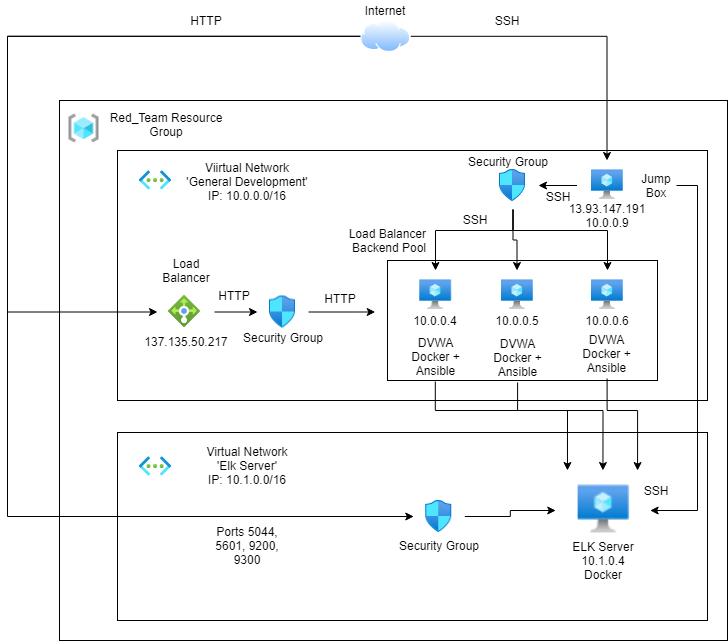 Internet
HTTP
SSH
Red_Team Resource
Group
Viirtual Network
'General Development'
IP: 10.0.0.0/16
Security Group
SSH
Jump
Box
13.93.147.191
10.0.0.9
SSH
Load Balancer
Backend Pool
Load
Balancer
HTTP
HTTP
137.135.50.217
Security Group
10.0.0.4
DVWA
Docker +
Ansible
10.0.0.5
DVWA
Docker +
Ansible
10.0.0.6
DVWA
Docker +
Ansible
Virtual Network
'Elk Server'
IP: 10.1.0.0/16
SSH
Ports 5044,
5601, 9200,
9300
Security Group
ELK Server
10.1.0.4
Docker